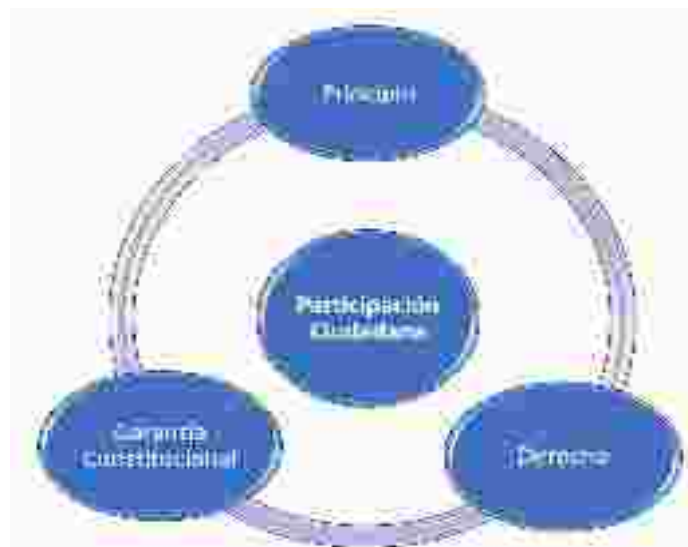 Principio
Participación
Ciudadana
Garantía
Constitucional
Derecho